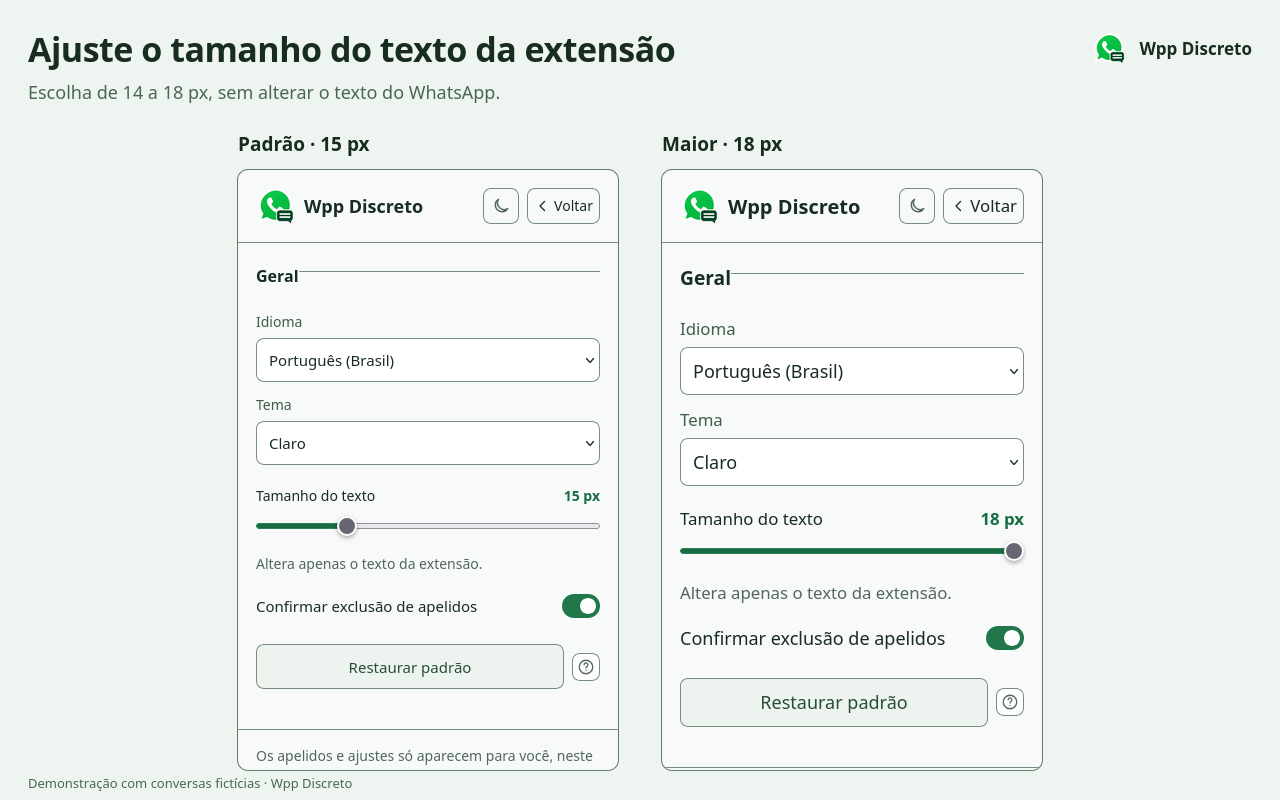 Ajuste o tamanho do texto da extensão
Wpp Discreto
Escolha de 14 a 18 px, sem alterar o texto do WhatsApp.
Padrão · 15 px
Wpp Discreto
Voltar
Geral
Idioma
Português (Brasil)
Tema
Claro
Tamanho do texto
15 px
Altera apenas o texto da extensão.
Confirmar exclusão de apelidos
Restaurar padrão
Os apelidos e ajustes só aparecem para você, neste
Maior · 18 px
Wpp Discreto
Voltar
Geral
Idioma
Português (Brasil)
Tema
Claro
Tamanho do texto
18 px
Altera apenas o texto da extensão.
Confirmar exclusão de apelidos
Restaurar padrão
Demonstração com conversas fictícias · Wpp Discreto